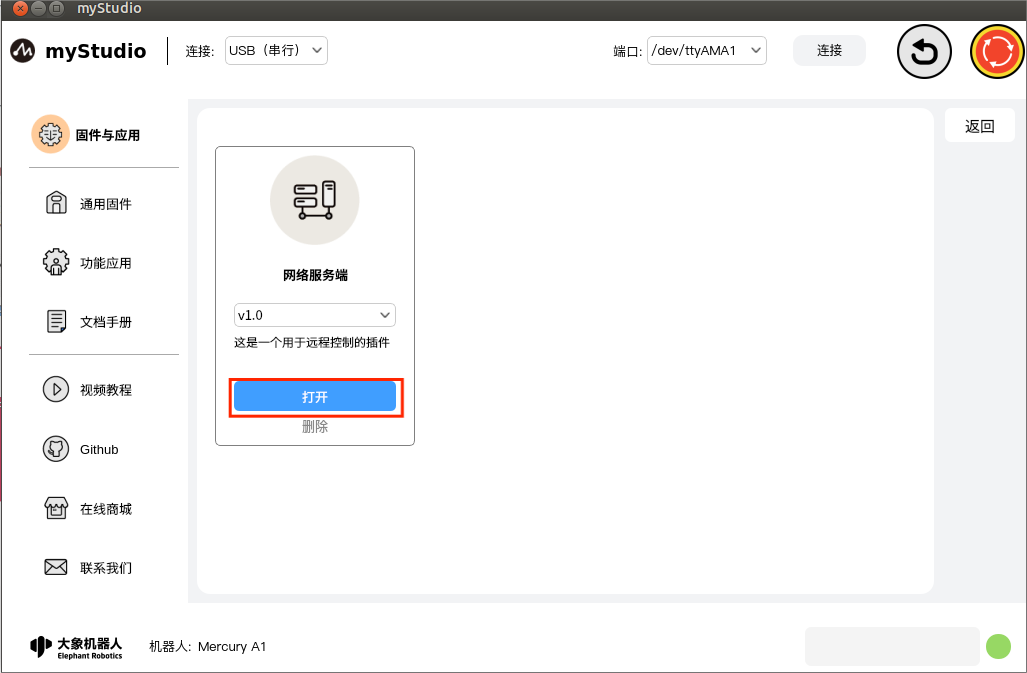 myStudio
myStudio
连接:
USB（串行）
端口:
/dev/ttyAMA1
连接
固件与应用
通用固件
功能应用
文档手册
视频教程
Github
在线商城
联系我们
返回
网络服务端
v1.0
这是一个用于远程控制的插件
打开
删除
大象机器人
Elephant Robotics
机器人: Mercury A1